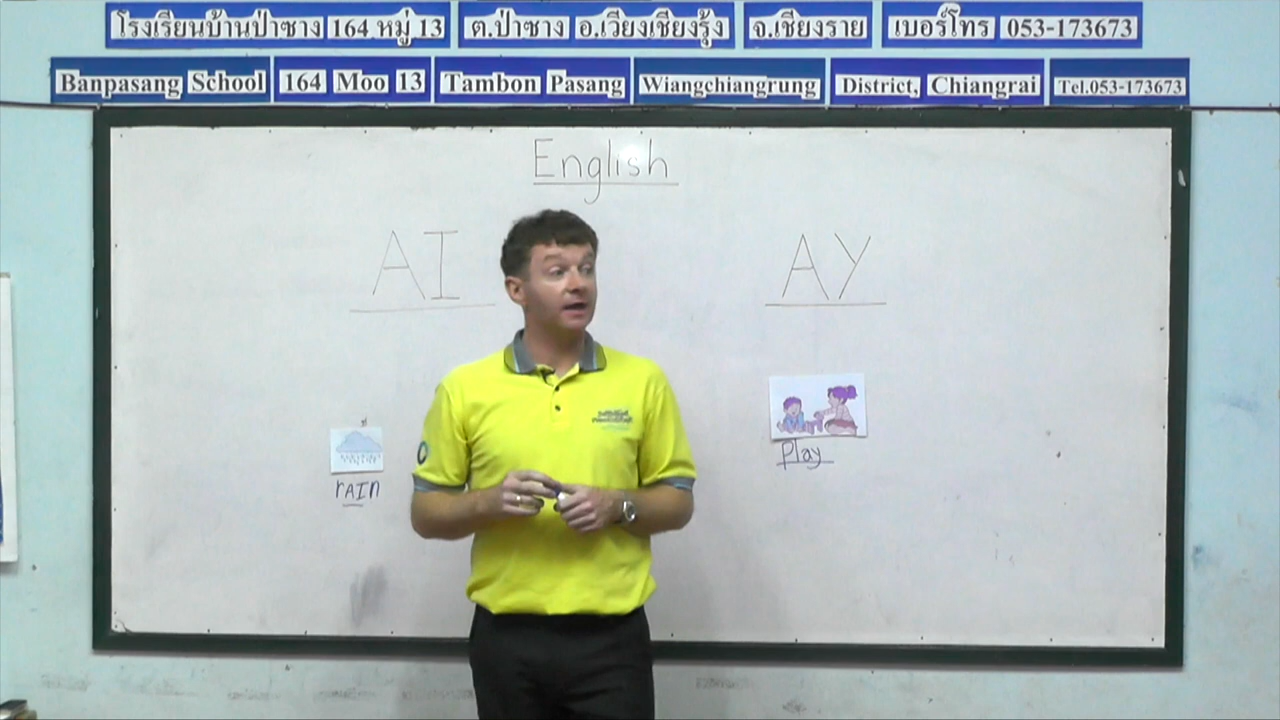 โรงเรียนบ้านป่าซาง 164 หมู่ 13 ต.ป่าซาง อ.เวียงเชียงรุ้ง จ.เชียงราย เบอร์โทร 053-173673
Banpasang School 164 Moo 13 Tambon Pasang Wiangchiangrung District, Chiangrai Tel.053-173673
English
AI AY
play
rAIn